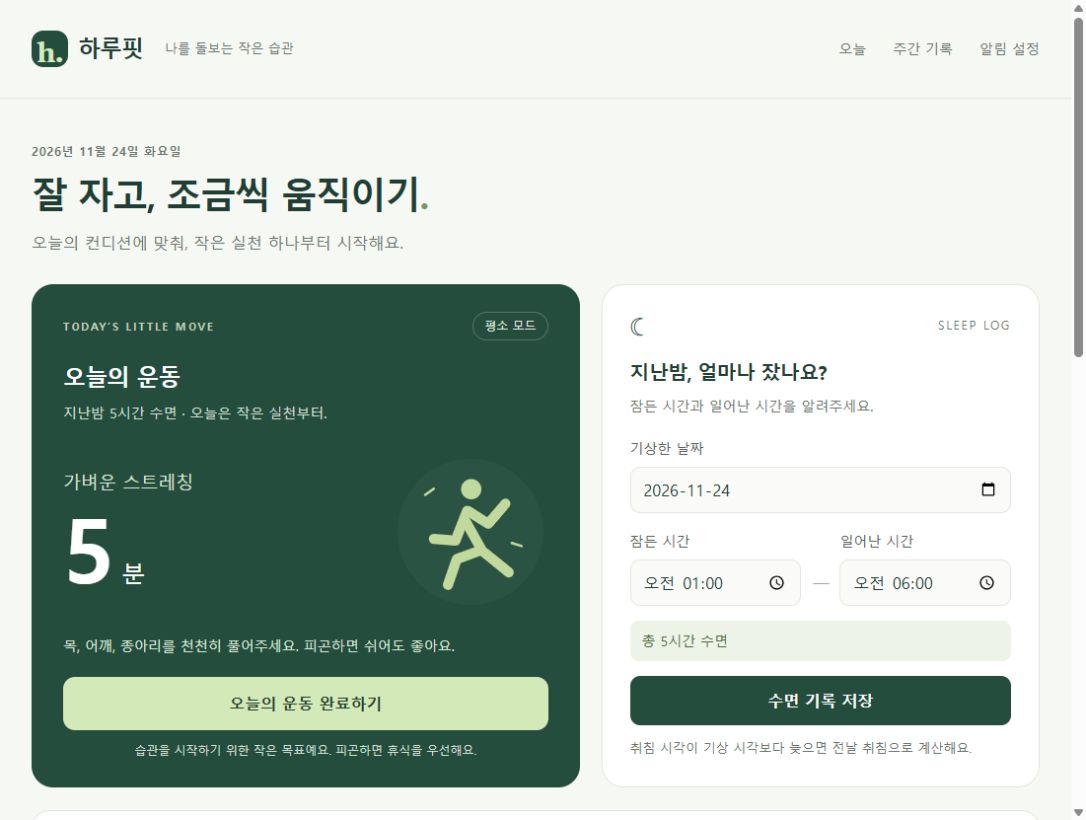 h. 하루핏 나를 돌보는 작은 습관
오늘 주간 기록 알림 설정
2026년 11월 24일 화요일
잘 자고, 조금씩 움직이기.
오늘의 컨디션에 맞춰, 작은 실천 하나부터 시작해요.
TODAY'S LITTLE MOVE
평소 모드
오늘의 운동
지난밤 5시간 수면 · 오늘은 작은 실천부터.
가벼운 스트레칭
5 분
목, 어깨, 종아리를 천천히 풀어주세요. 피곤하면 쉬어도 좋아요.
오늘의 운동 완료하기
습관을 시작하기 위한 작은 목표예요. 피곤하면 휴식을 우선해요.
SLEEP LOG
지난밤, 얼마나 잤나요?
잠든 시간과 일어난 시간을 알려주세요.
기상한 날짜
2026-11-24
잠든 시간 일어난 시간
오전 01:00 — 오전 06:00
총 5시간 수면
수면 기록 저장
취침 시각이 기상 시각보다 늦으면 전날 취침으로 계산해요.